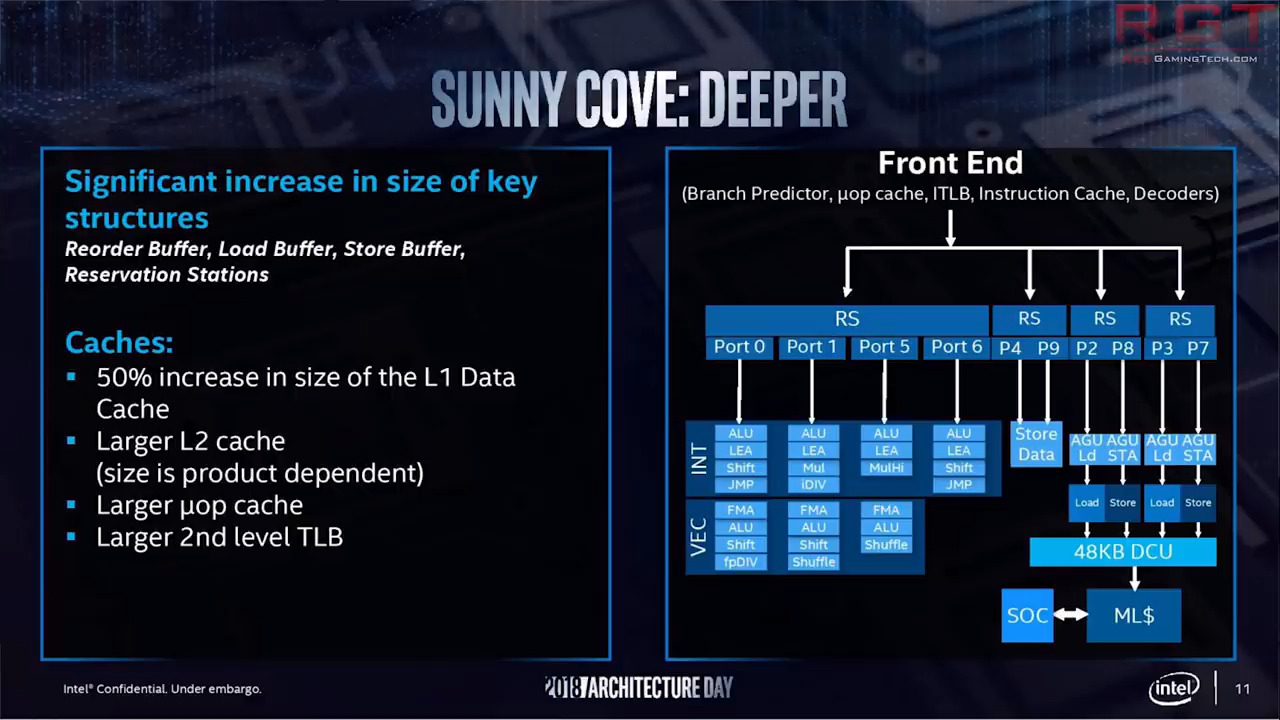 RGT
REDGAMINGTECH.COM
SUNNY COVE: DEEPER
Significant increase in size of key
structures
Reorder Buffer, Load Buffer, Store Buffer,
Reservation Stations
Caches:
▪ 50% increase in size of the L1 Data
Cache
▪ Larger L2 cache
(size is product dependent)
▪ Larger μop cache
▪ Larger 2nd level TLB
Front End
(Branch Predictor, μop cache, ITLB, Instruction Cache, Decoders)
RS RS RS RS
Port 0 Port 1 Port 5 Port 6 P4 P9 P2 P8 P3 P7
INT
ALU ALU ALU ALU
LEA LEA LEA LEA
Shift Mul MulHi Shift
JMP iDIV JMP
VEC
FMA FMA FMA
ALU ALU ALU
Shift Shift Shuffle
fpDIV Shuffle
Store
Data
AGU AGU AGU AGU
Ld STA Ld STA
Load Store Load Store
48KB DCU
SOC ML$
Intel® Confidential. Under embargo.
2018 ARCHITECTURE DAY
intel
11